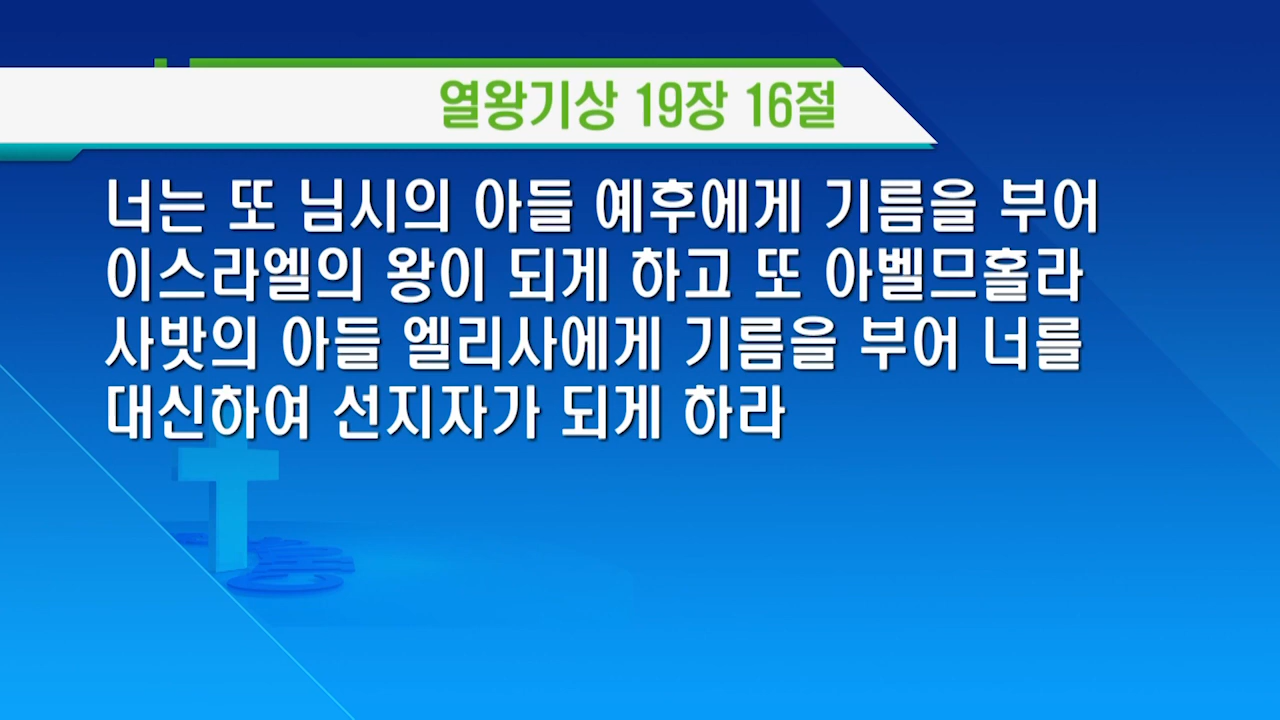 열왕기상 19장 16절
너는 또 님시의 아들 예후에게 기름을 부어
이스라엘의 왕이 되게 하고 또 아벨므홀라
사밧의 아들 엘리사에게 기름을 부어 너를
대신하여 선지자가 되게 하라